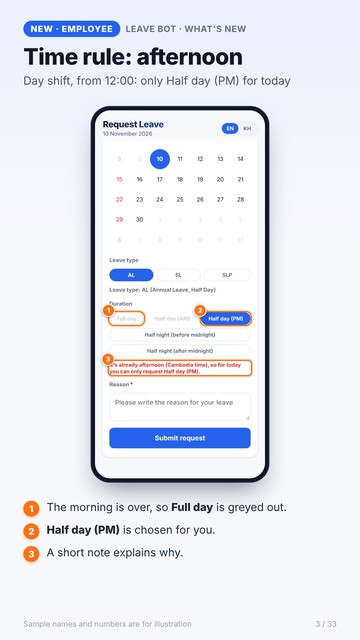 NEW · EMPLOYEE LEAVE BOT · WHAT'S NEW
Time rule: afternoon
Day shift, from 12:00: only Half day (PM) for today
Request Leave
10 November 2026
EN KH
8 9 10 11 12 13 14
15 16 17 18 19 20 21
22 23 24 25 26 27 28
29 30 1 2 3 4 5
6 7 8 9 10 11 12
Leave type
AL SL SLP
Leave type: AL (Annual Leave, Half Day)
Duration
1 2
Full day Half day (AM) Half day (PM)
Half night (before midnight)
Half night (after midnight)
3
It's already afternoon (Cambodia time), so for today
you can only request Half day (PM).
Reason *
Please write the reason for your leave
Submit request
1 The morning is over, so Full day is greyed out.
2 Half day (PM) is chosen for you.
3 A short note explains why.
Sample names and numbers are for illustration 3 / 33